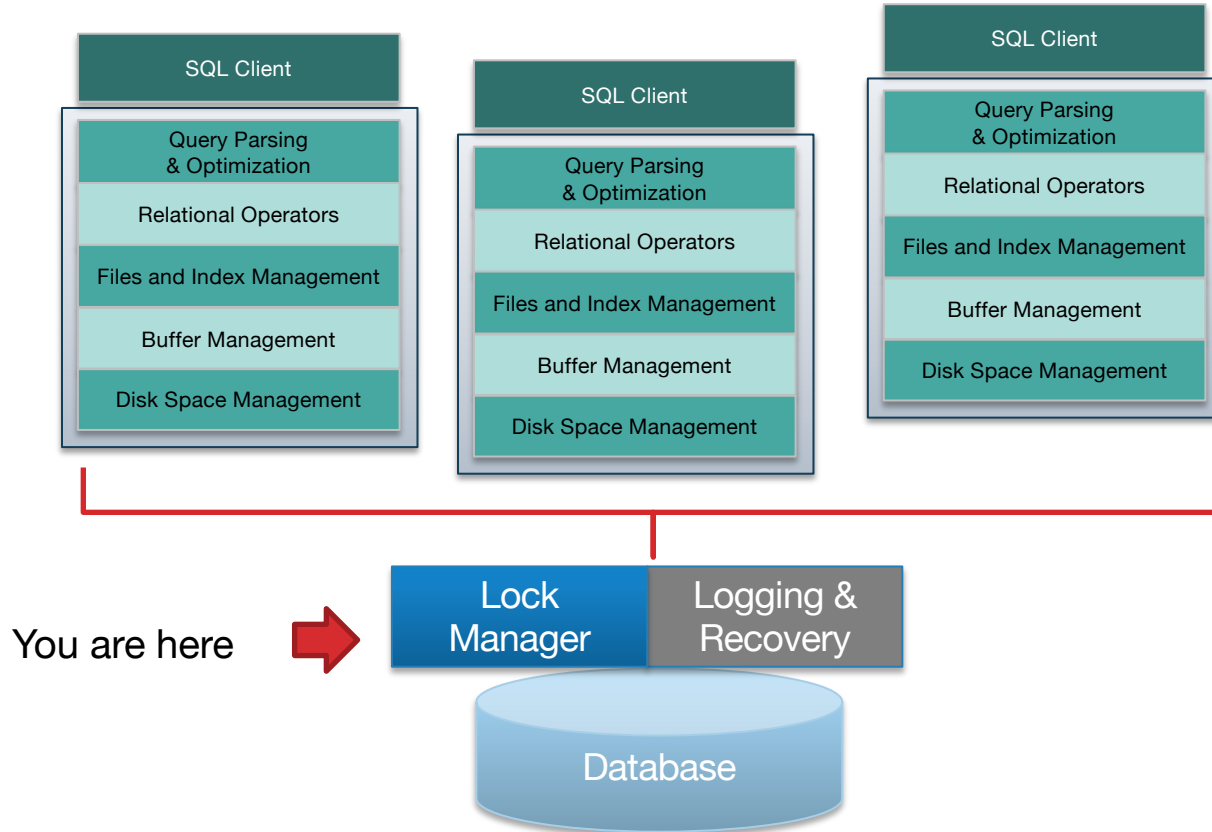 SQL Client
Query Parsing
& Optimization
Relational Operators
Files and Index Management
Buffer Management
Disk Space Management
SQL Client
Query Parsing
& Optimization
Relational Operators
Files and Index Management
Buffer Management
Disk Space Management
SQL Client
Query Parsing
& Optimization
Relational Operators
Files and Index Management
Buffer Management
Disk Space Management
You are here
Lock
Manager
Logging &
Recovery
Database